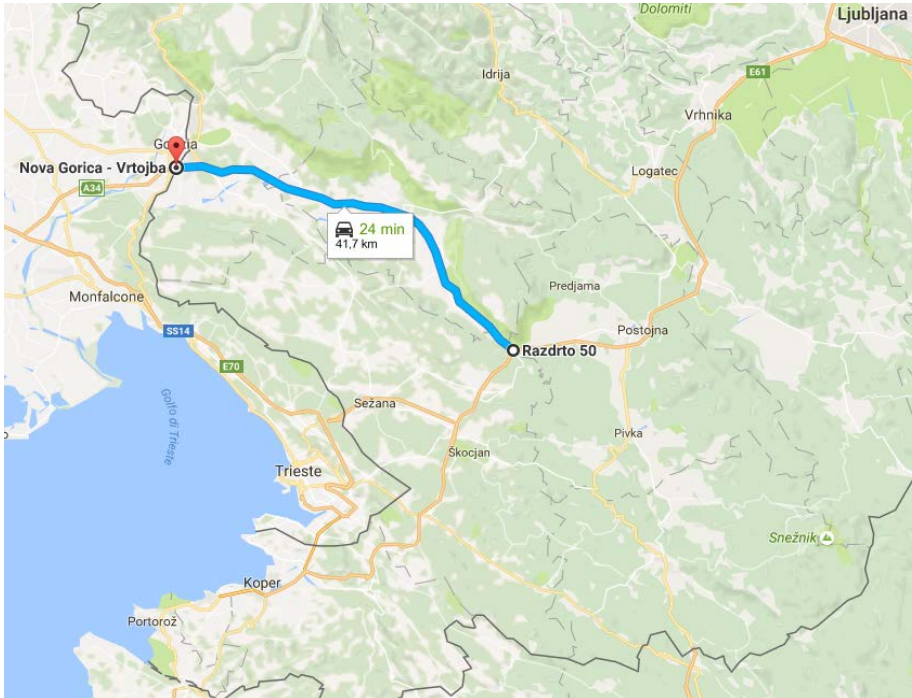 Dolomiti
Ljubljana
Idrija
E61
Vrhnika
Gorizia
Nova Gorica - Vrtojba
A34
Logatec
24 min
41,7 km
Predjama
Monfalcone
SS14
Postojna
Razdrto 50
E70
Golfo di Trieste
Sežana
Pivka
Škocjan
Trieste
Snežnik
Koper
Portorož